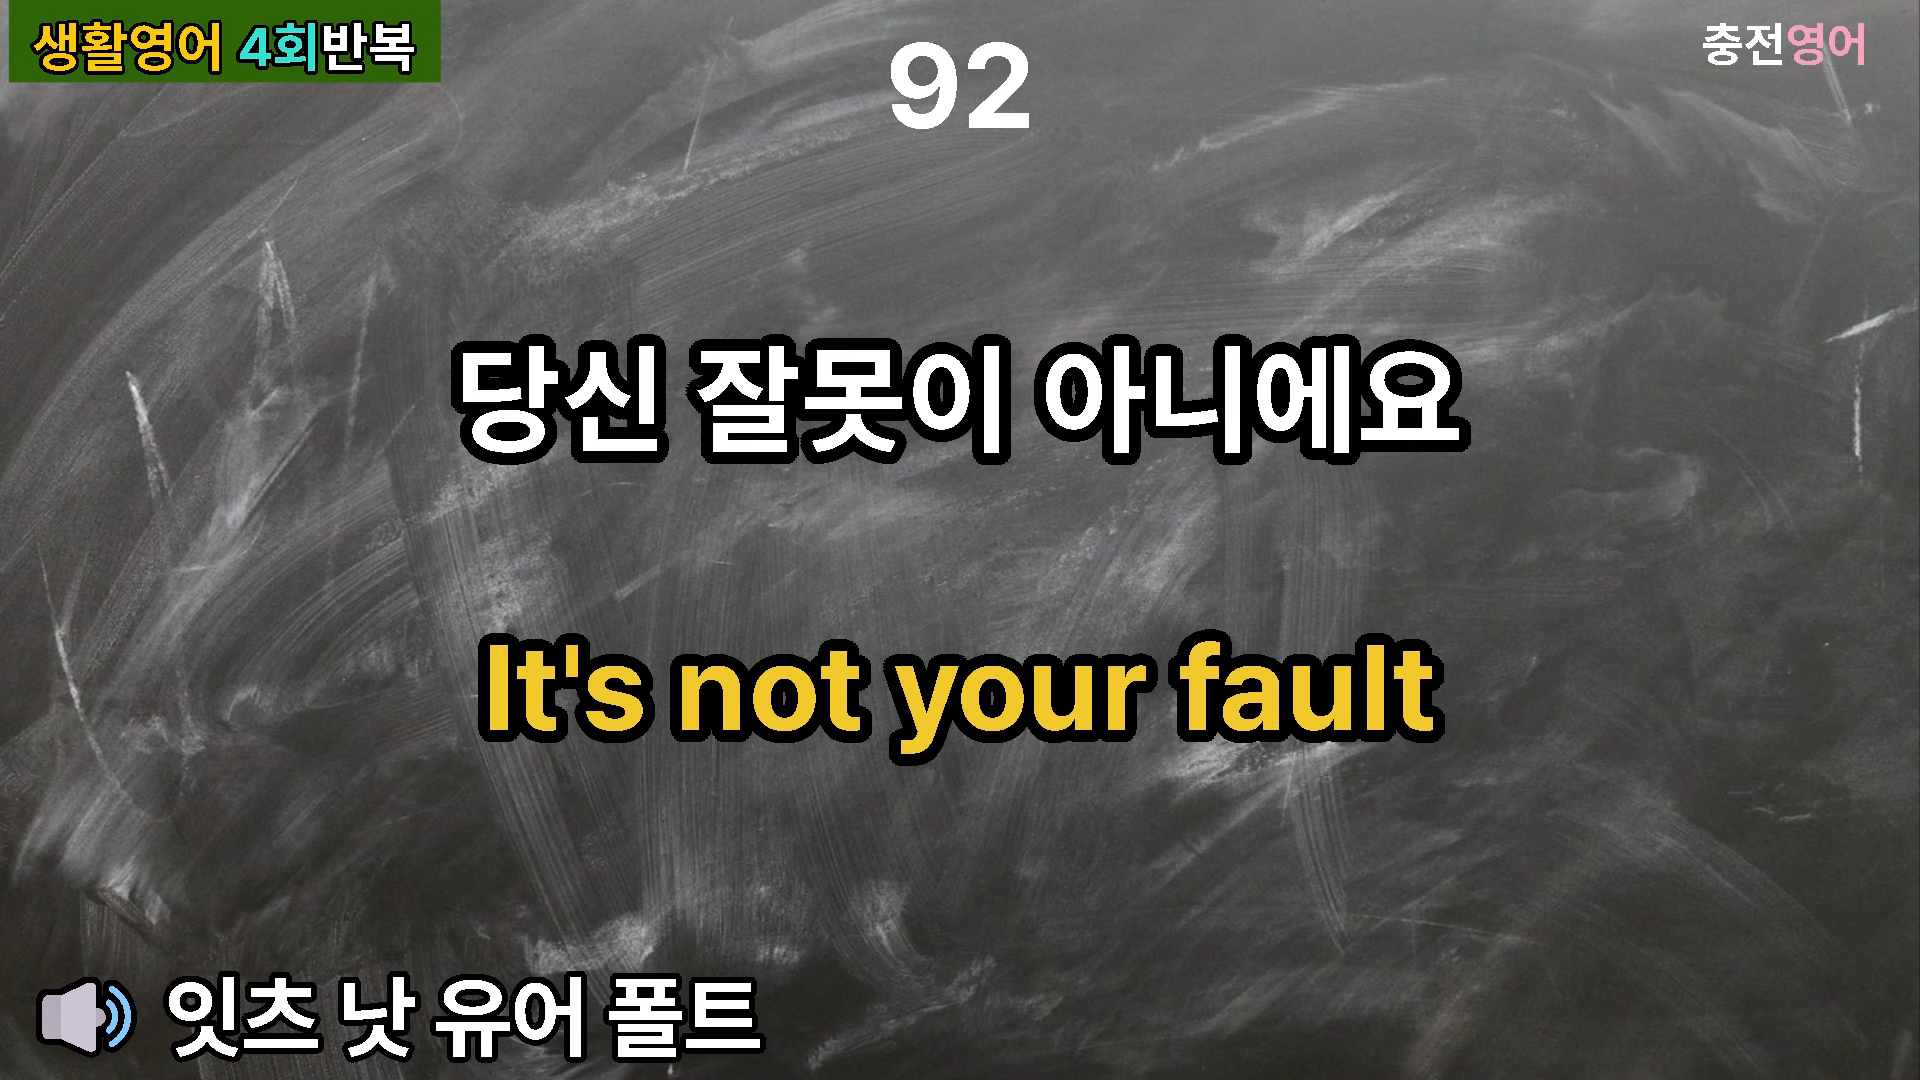 생활영어 4회반복
92
충전영어
당신 잘못이 아니에요
It's not your fault
잇츠 낫 유어 폴트